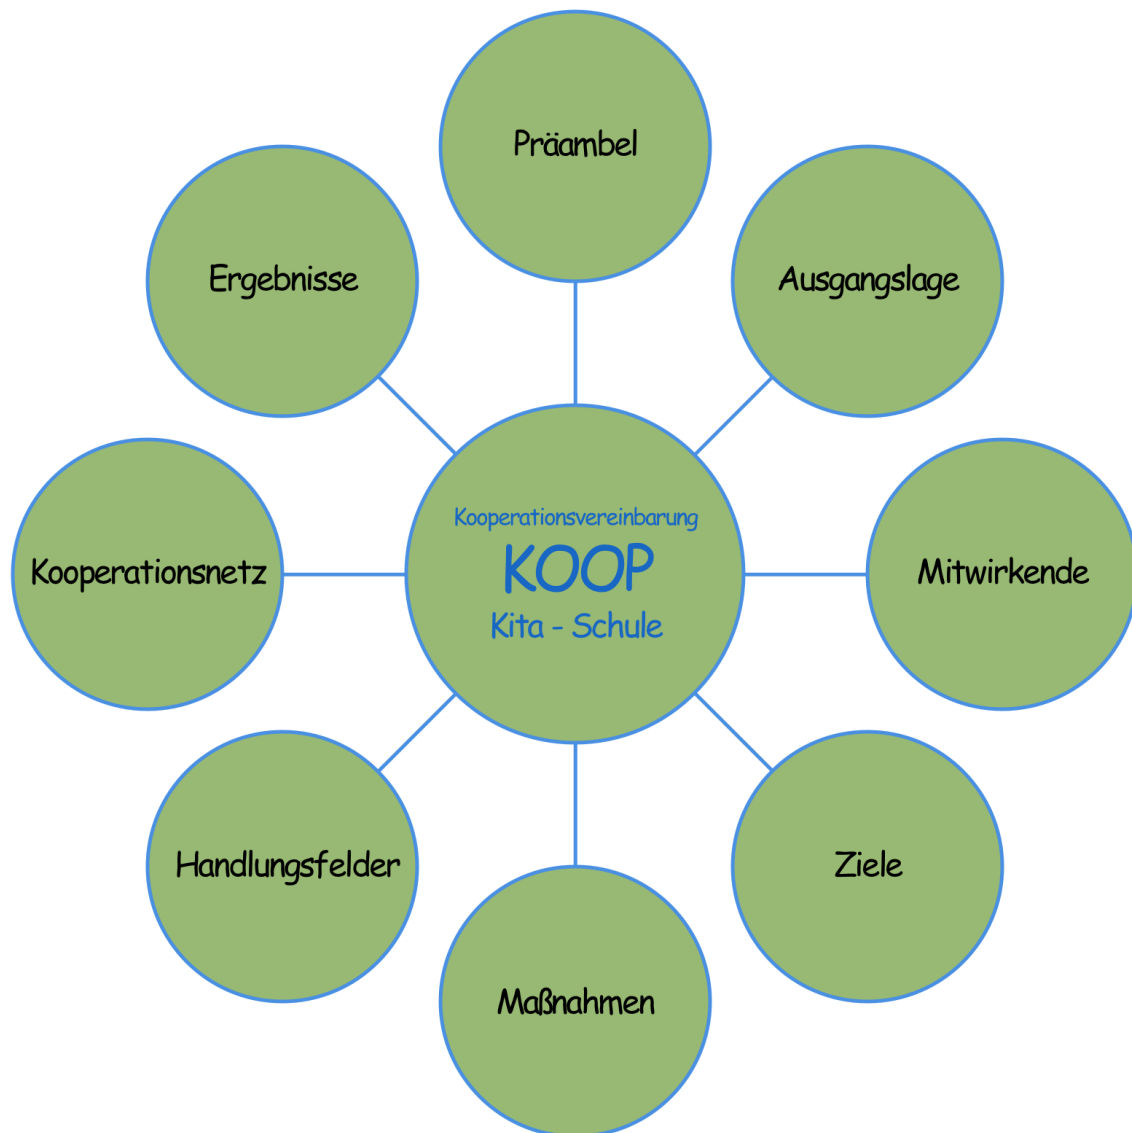 Präambel
Ausgangslage
Mitwirkende
Ziele
Maßnahmen
Handlungsfelder
Kooperationsnetz
Ergebnisse
Kooperationsvereinbarung
KOOP
Kita - Schule